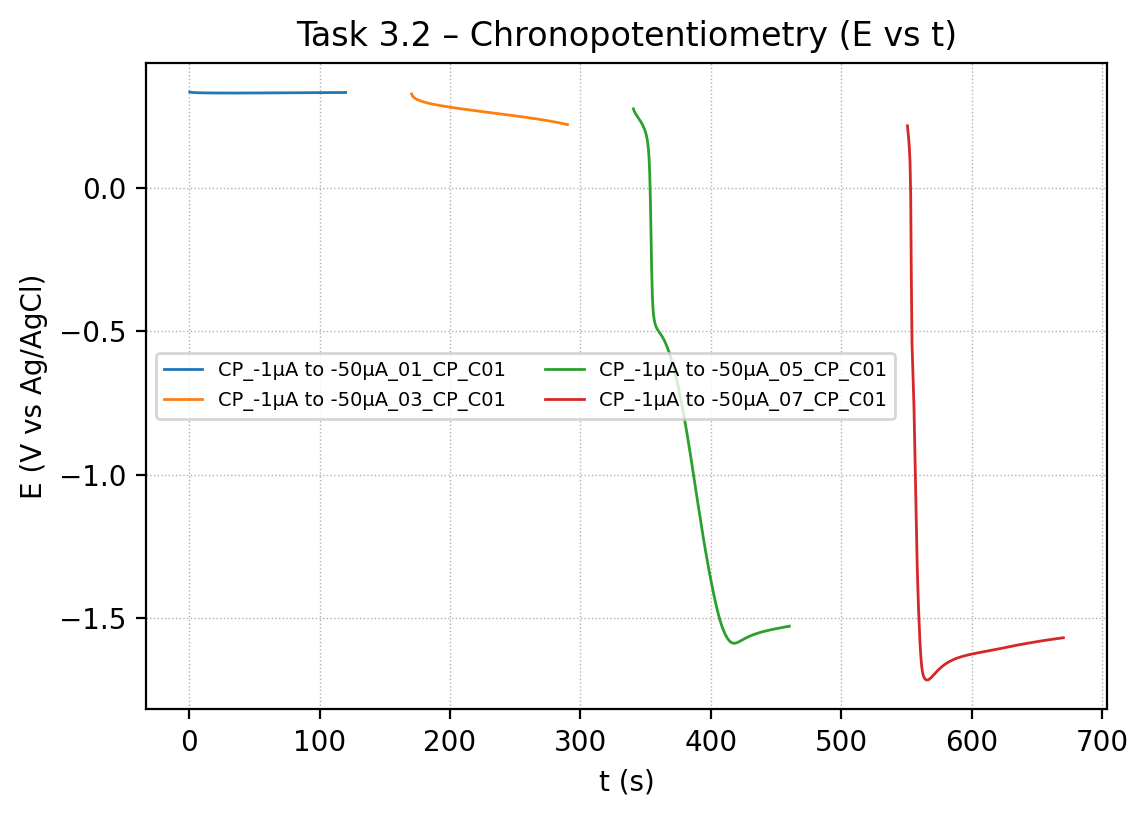 Task 3.2 – Chronopotentiometry (E vs t)
E (V vs Ag/AgCl)
0.0
−0.5
−1.0
−1.5
CP_-1µA to -50µA_01_CP_C01
CP_-1µA to -50µA_03_CP_C01
CP_-1µA to -50µA_05_CP_C01
CP_-1µA to -50µA_07_CP_C01
0 100 200 300 400 500 600 700
t (s)